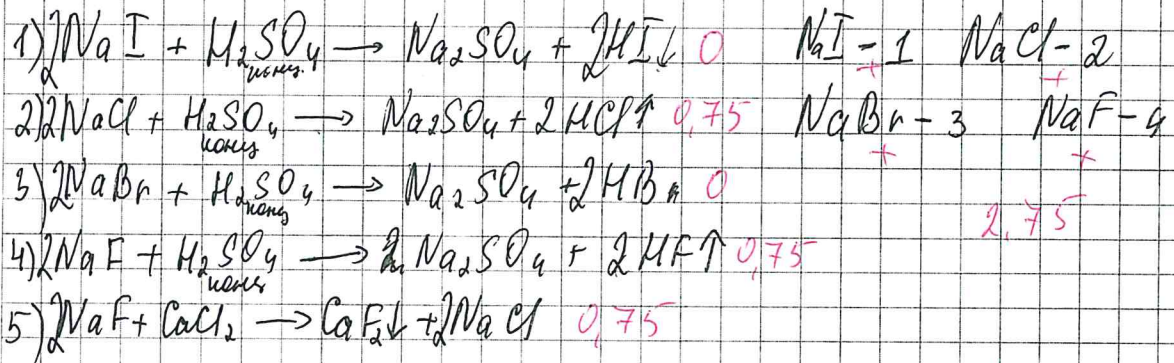 1) 2NaI + H₂SO₄ конц. → Na₂SO₄ + 2HI↓ 0 NaI - 1 NaCl - 2
+ +
2) 2NaCl + H₂SO₄ конц → Na₂SO₄ + 2HCl↑ 0,75 NaBr - 3 NaF - 4
+ +
3) 2NaBr + H₂SO₄ конц → Na₂SO₄ + 2HBr 0
2,75
4) 2NaF + H₂SO₄ конц → Na₂SO₄ + 2HF↑ 0,75
5) 2NaF + CaCl₂ → CaF₂↓ + 2NaCl 0,75